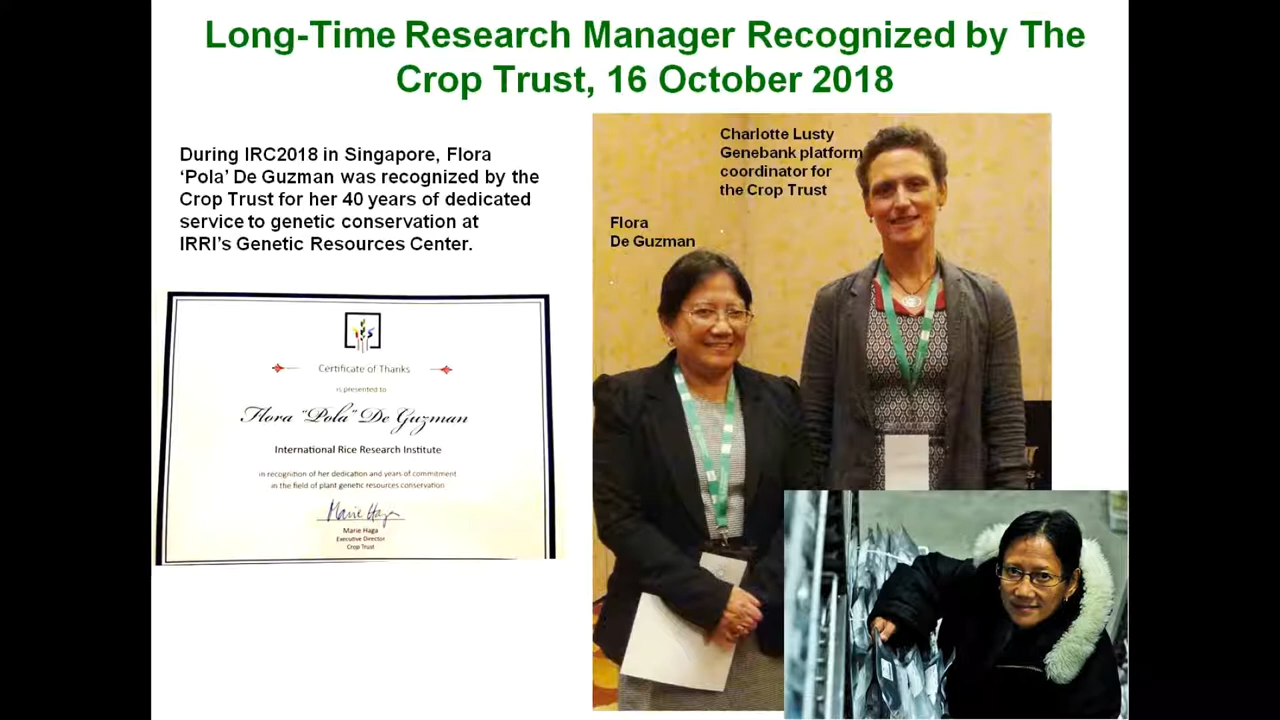 Long-Time Research Manager Recognized by The
Crop Trust, 16 October 2018
During IRC2018 in Singapore, Flora
‘Pola’ De Guzman was recognized by the
Crop Trust for her 40 years of dedicated
service to genetic conservation at
IRRI’s Genetic Resources Center.
Certificate of Thanks
is presented to
Flora “Pola” De Guzman
International Rice Research Institute
in recognition of her dedication and years of commitment
in the field of plant genetic resources conservation
Marie Haga
Marie Haga
Executive Director
Crop Trust
Charlotte Lusty
Genebank platform
coordinator for
the Crop Trust
Flora
De Guzman